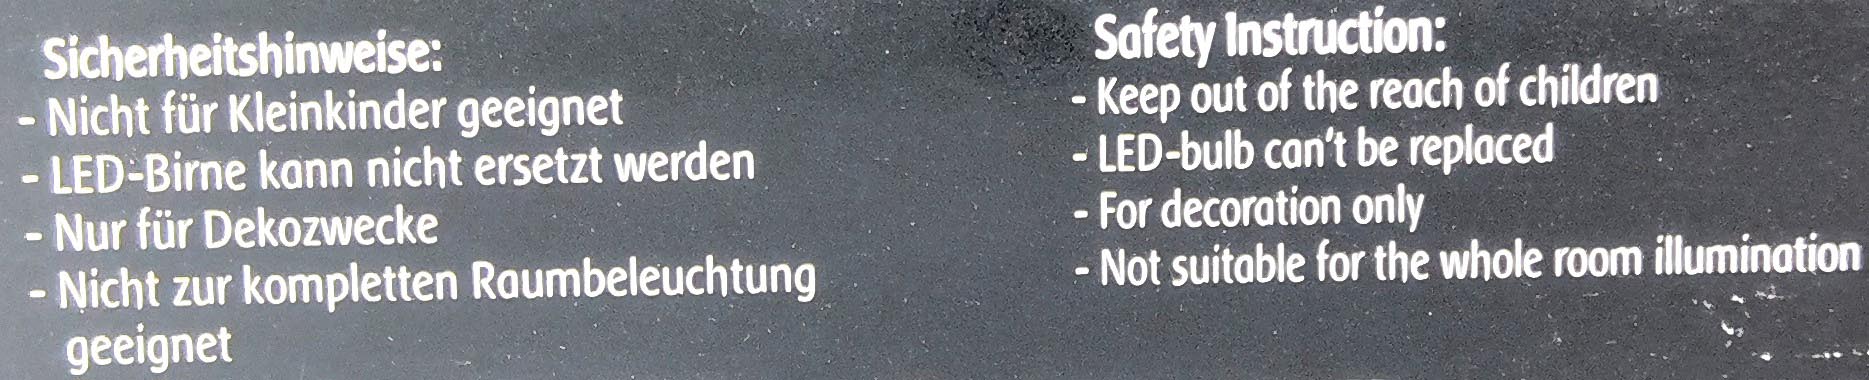 Sicherheitshinweise:
- Nicht für Kleinkinder geeignet
- LED-Birne kann nicht ersetzt werden
- Nur für Dekozwecke
- Nicht zur kompletten Raumbeleuchtung
geeignet
Safety Instruction:
- Keep out of the reach of children
- LED-bulb can't be replaced
- For decoration only
- Not suitable for the whole room illumination